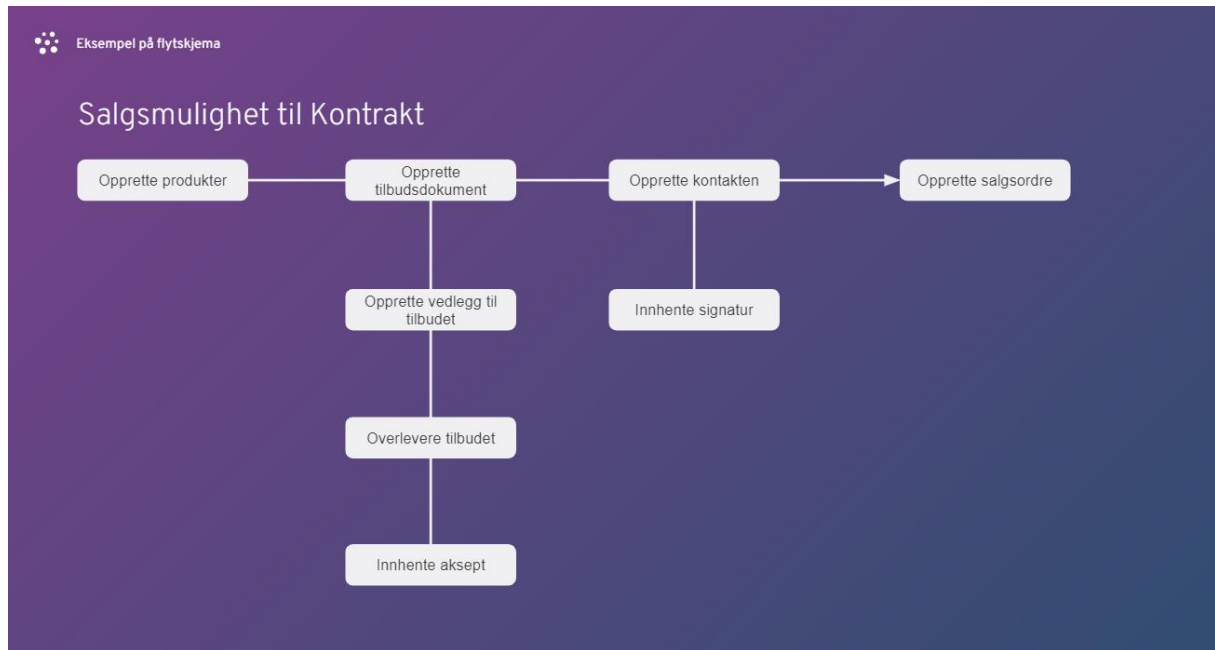 Eksempel på flytskjema
Salgsmulighet til Kontrakt
Opprette produkter
Opprette
tilbudsdokument
Opprette kontakten
Opprette salgsordre
Opprette vedlegg til
tilbudet
Innhente signatur
Overlevere tilbudet
Innhente aksept